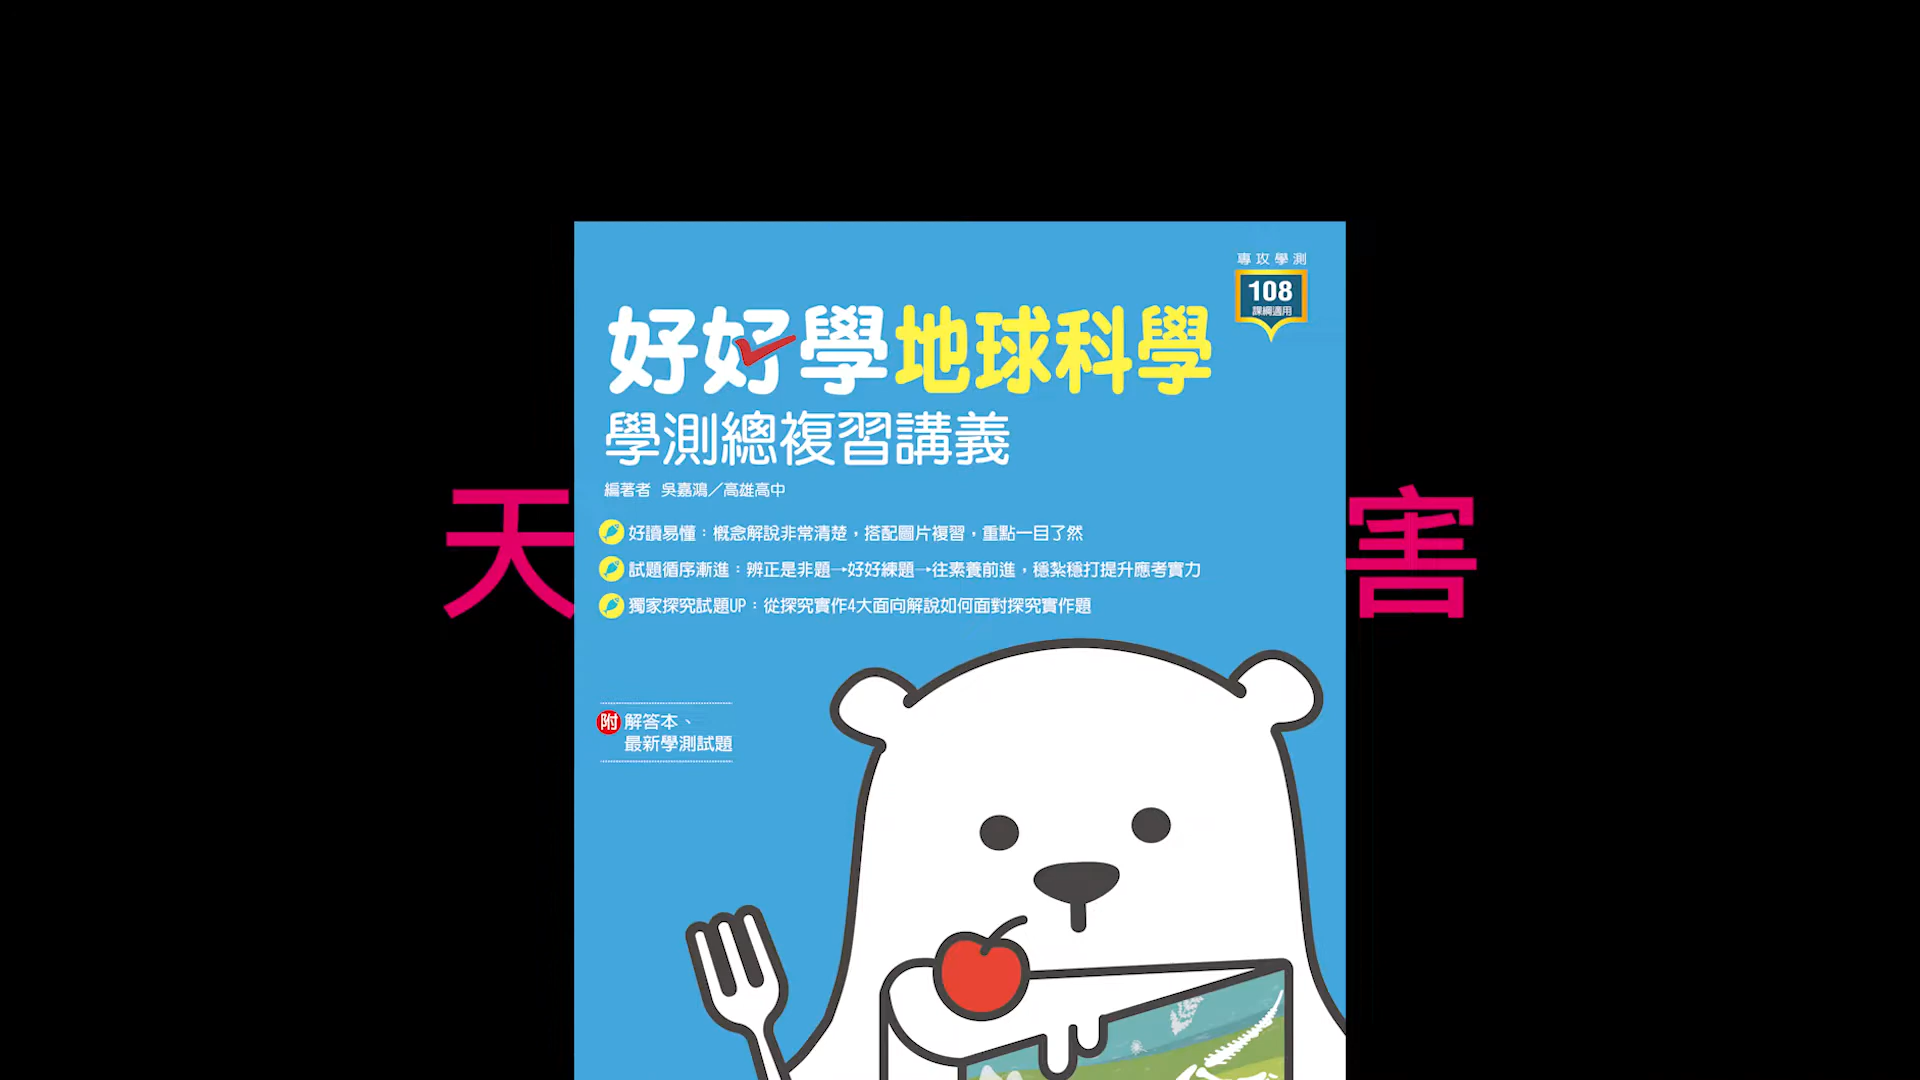 專攻學測
108
課綱適用
好好學地球科學
學測總複習講義
編著者 吳嘉鴻／高雄高中
天
害
好讀易懂：概念解說非常清楚，搭配圖片複習，重點一目了然
試題循序漸進：辨正是非題→好好練題→往素養前進，穩紮穩打提升應考實力
獨家探究試題UP：從探究實作4大面向解說如何面對探究實作題
附 解答本、
最新學測試題